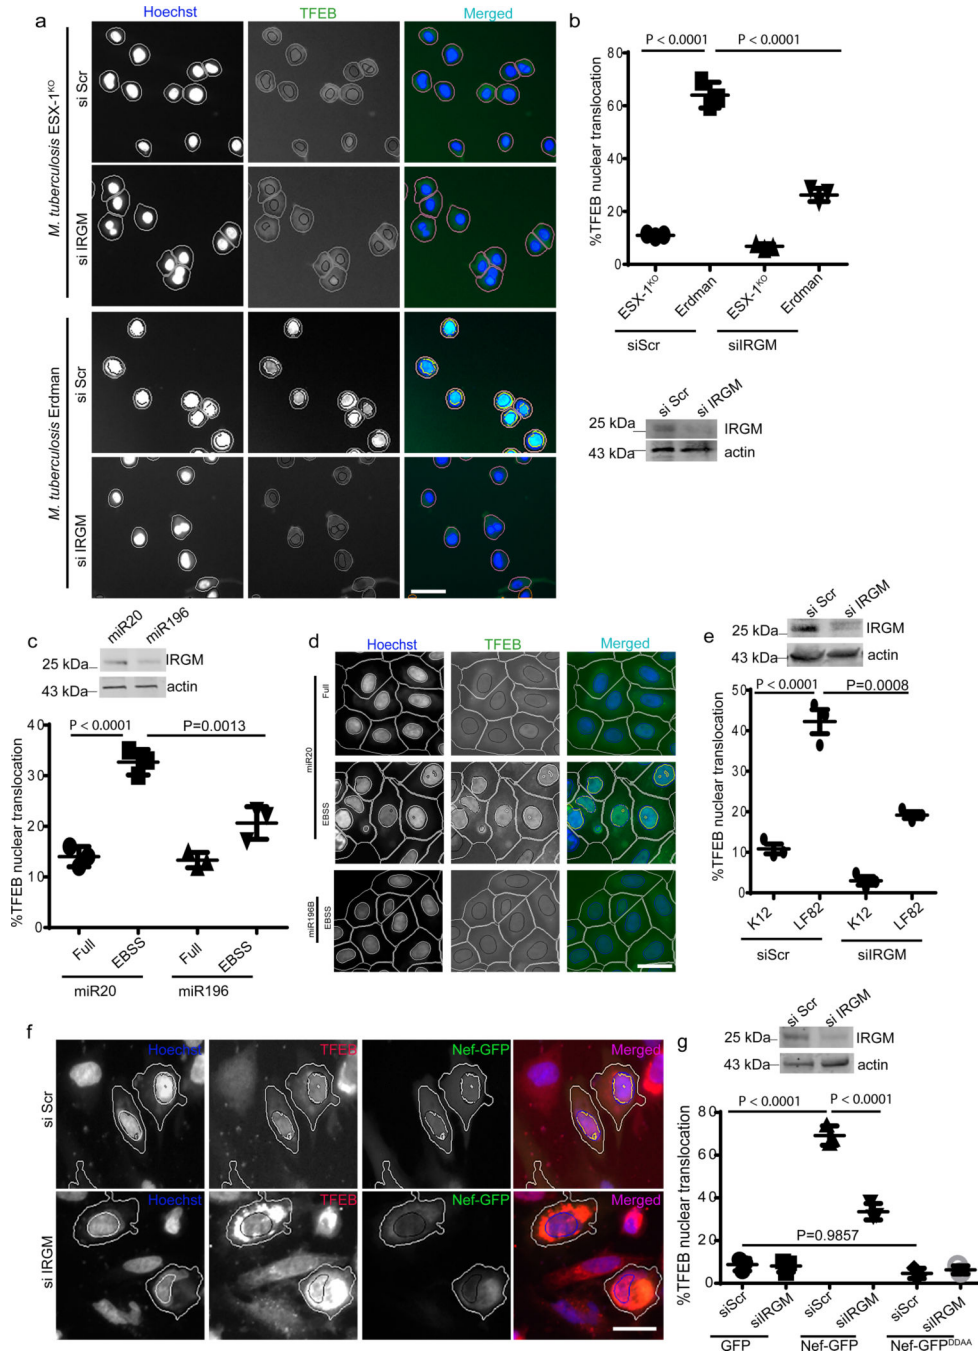 a
Hoechst TFEB Merged
M. tuberculosis ESX-1KO
si Scr
si IRGM
M. tuberculosis Erdman
si Scr
si IRGM
b
P < 0.0001 P < 0.0001
%TFEB nuclear translocation
80
60
40
20
0
ESX-1KO Erdman ESX-1KO Erdman
siScr siIRGM
si Scr si IRGM
25 kDa IRGM
43 kDa actin
c
miR20 miR196
25 kDa IRGM
43 kDa actin
P < 0.0001 P=0.0013
%TFEB nuclear translocation
40
30
20
10
0
Full EBSS Full EBSS
miR20 miR196
d
Hoechst TFEB Merged
miR20
Full
EBSS
miR196B
EBSS
e
si Scr si IRGM
25 kDa IRGM
43 kDa actin
P < 0.0001 P=0.0008
%TFEB nuclear translocation
50
40
30
20
10
0
K12 LF82 K12 LF82
siScr siIRGM
f
si Scr
Hoechst TFEB Nef-GFP Merged
si IRGM
Hoechst TFEB Nef-GFP Merged
g
si Scr si IRGM
25 kDa IRGM
43 kDa actin
P < 0.0001 P < 0.0001
P=0.9857
%TFEB nuclear translocation
80
60
40
20
0
siScr siIRGM siScr siIRGM siScr siIRGM
GFP Nef-GFP Nef-GFPDDAA